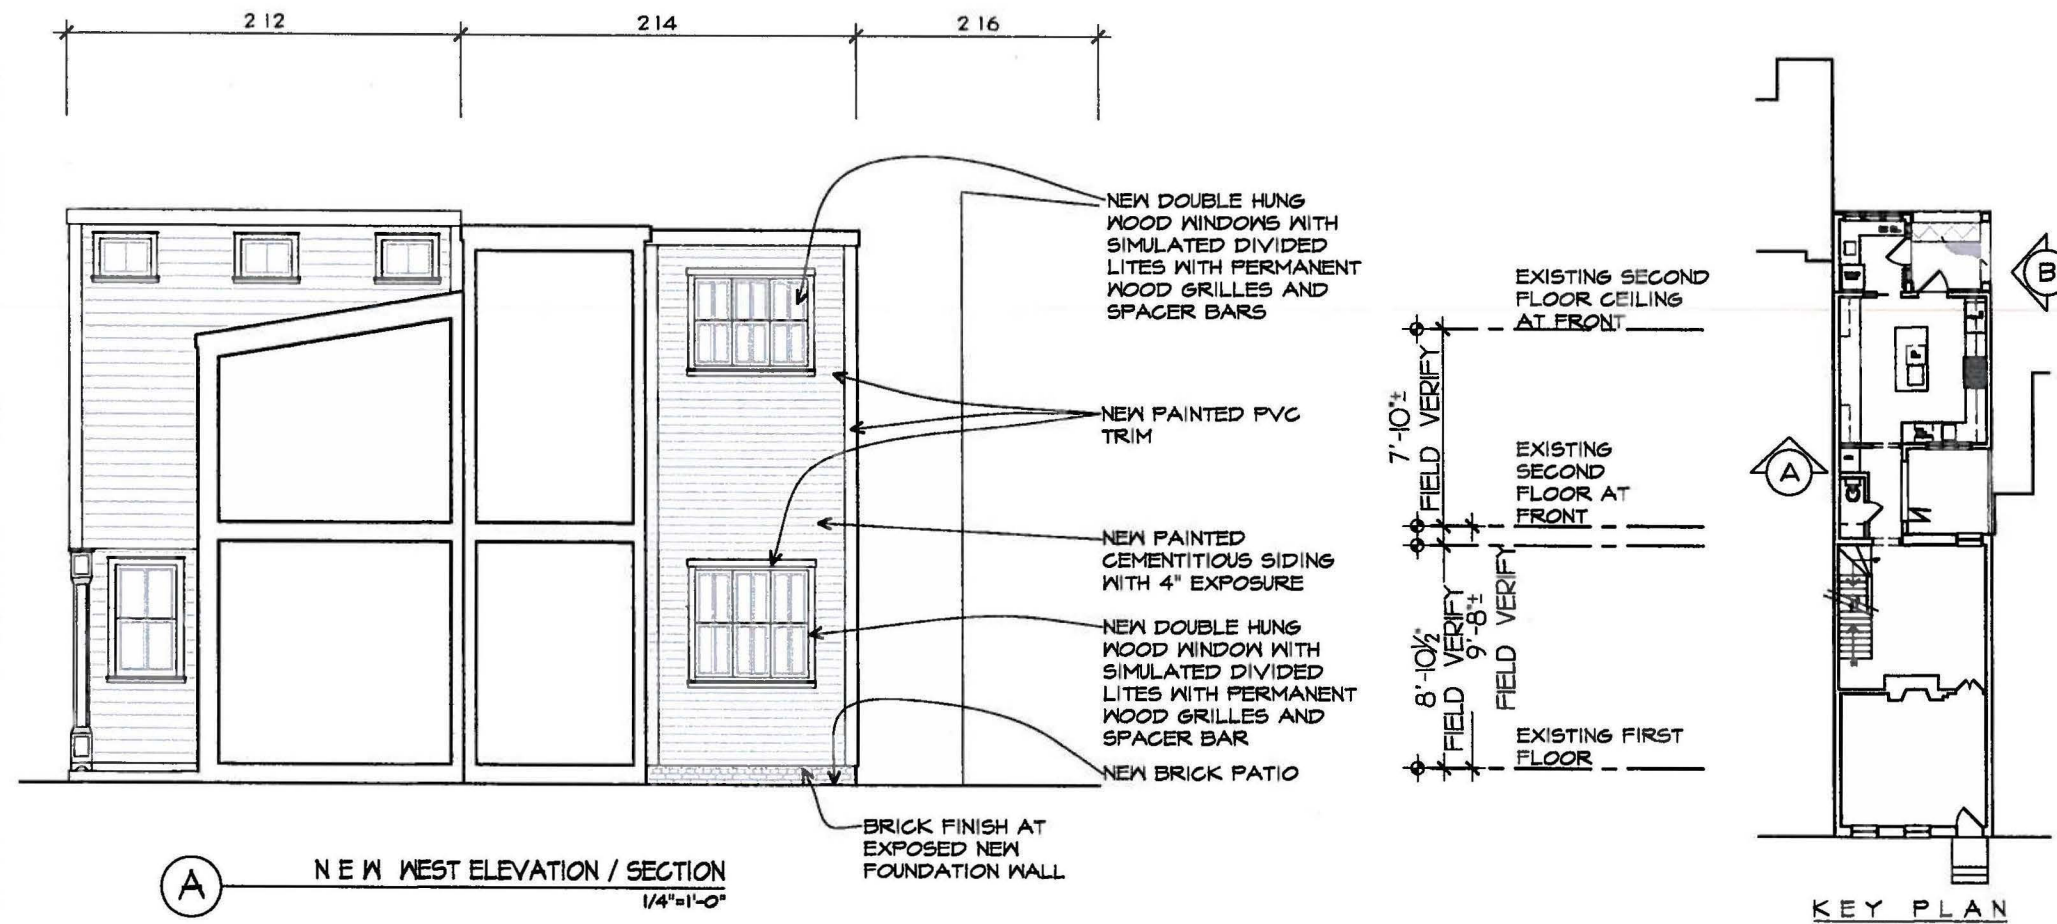 212
214
216
NEW DOUBLE HUNG
WOOD WINDOWS WITH
SIMULATED DIVIDED
LITES WITH PERMANENT
WOOD GRILLES AND
SPACER BARS
NEW PAINTED PVC
TRIM
NEW PAINTED
CEMENTITIOUS SIDING
WITH 4" EXPOSURE
NEW DOUBLE HUNG
WOOD WINDOW WITH
SIMULATED DIVIDED
LITES WITH PERMANENT
WOOD GRILLES AND
SPACER BAR
NEW BRICK PATIO
BRICK FINISH AT
EXPOSED NEW
FOUNDATION WALL
A
NEW WEST ELEVATION / SECTION
1/4"=1'-0"
EXISTING SECOND
FLOOR CEILING
AT FRONT
7'-10"±
FIELD VERIFY
EXISTING
SECOND
FLOOR AT
FRONT
8'-10½"
FIELD VERIFY
9'-8"±
FIELD VERIFY
EXISTING FIRST
FLOOR
B
A
KEY PLAN